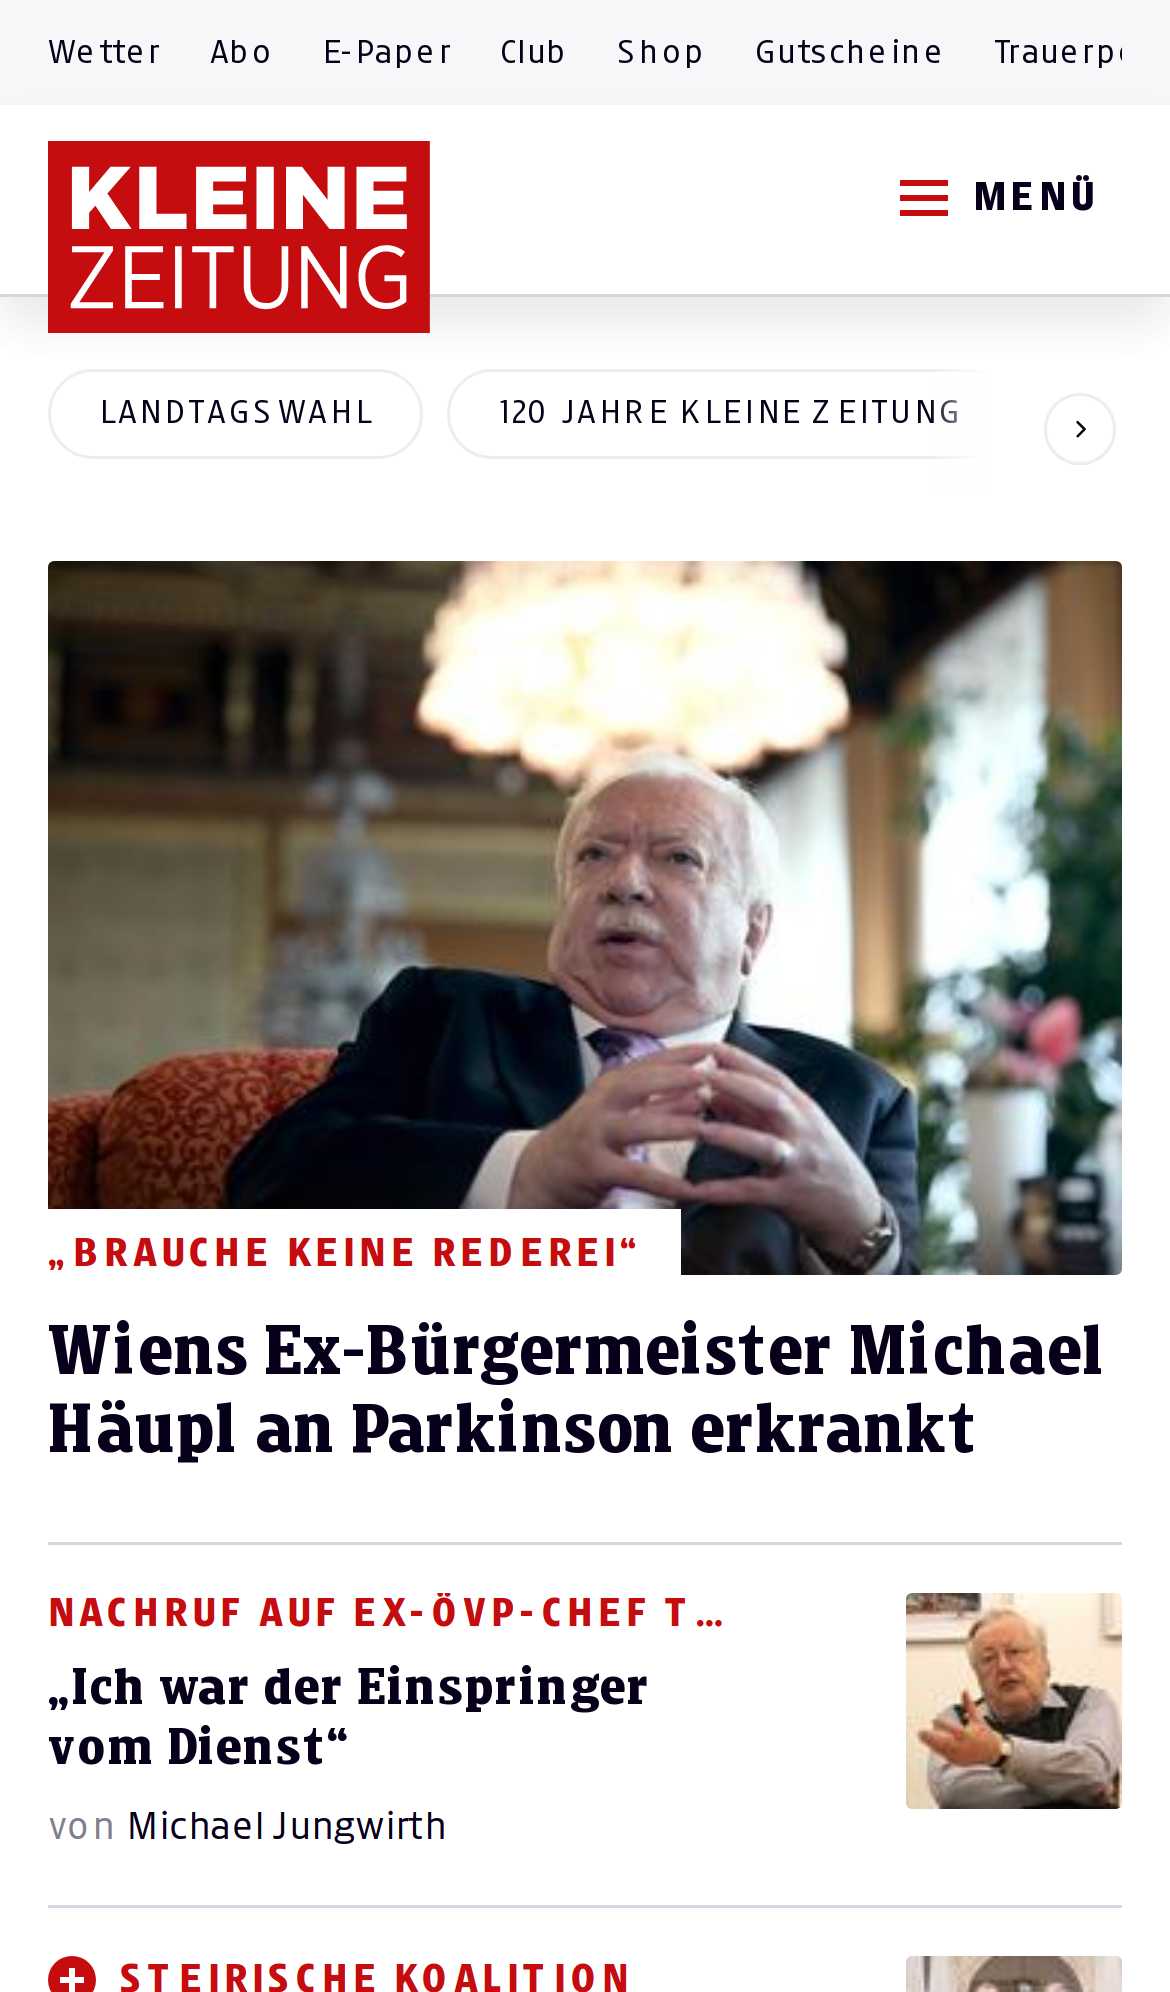 Wetter Abo E-Paper Club Shop Gutscheine
KLEINE
ZEITUNG
MENÜ
LANDTAGSWAHL 120 JAHRE KLEINE ZEITUNG
„BRAUCHE KEINE REDEREI“
Wiens Ex-Bürgermeister Michael
Häupl an Parkinson erkrankt
NACHRUF AUF EX-ÖVP-CHEF T…
„Ich war der Einspringer
vom Dienst“
von Michael Jungwirth
STEIRISCHE KOALITION